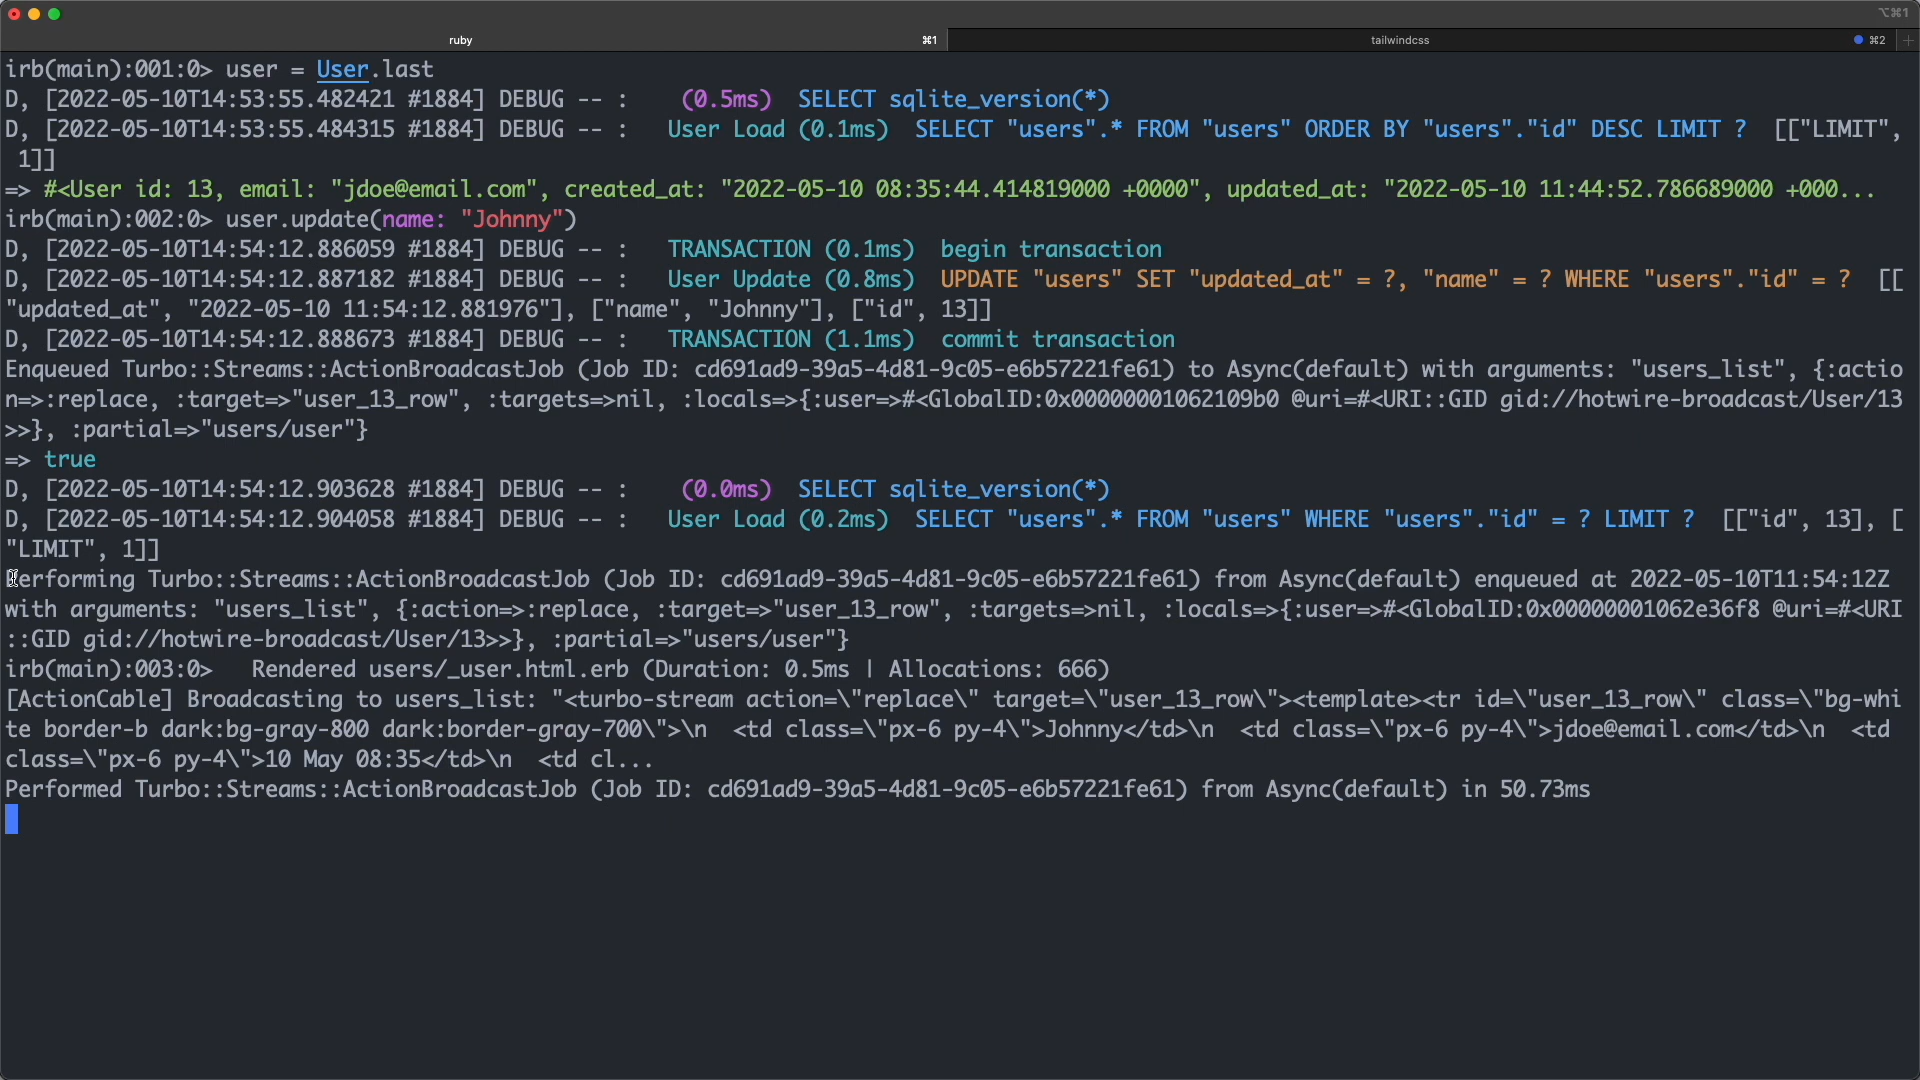 ⌥⌘1
ruby ⌘1 tailwindcss ⌘2 +
irb(main):001:0> user = User.last
D, [2022-05-10T14:53:55.482421 #1884] DEBUG -- :    (0.5ms)  SELECT sqlite_version(*)
D, [2022-05-10T14:53:55.484315 #1884] DEBUG -- :   User Load (0.1ms)  SELECT "users".* FROM "users" ORDER BY "users"."id" DESC LIMIT ?  [["LIMIT",
 1]]
=> #<User id: 13, email: "jdoe@email.com", created_at: "2022-05-10 08:35:44.414819000 +0000", updated_at: "2022-05-10 11:44:52.786689000 +000...
irb(main):002:0> user.update(name: "Johnny")
D, [2022-05-10T14:54:12.886059 #1884] DEBUG -- :   TRANSACTION (0.1ms)  begin transaction
D, [2022-05-10T14:54:12.887182 #1884] DEBUG -- :   User Update (0.8ms)  UPDATE "users" SET "updated_at" = ?, "name" = ? WHERE "users"."id" = ?  [[
"updated_at", "2022-05-10 11:54:12.881976"], ["name", "Johnny"], ["id", 13]]
D, [2022-05-10T14:54:12.888673 #1884] DEBUG -- :   TRANSACTION (1.1ms)  commit transaction
Enqueued Turbo::Streams::ActionBroadcastJob (Job ID: cd691ad9-39a5-4d81-9c05-e6b57221fe61) to Async(default) with arguments: "users_list", {:actio
n=>:replace, :target=>"user_13_row", :targets=>nil, :locals=>{:user=>#<GlobalID:0x00000001062109b0 @uri=#<URI::GID gid://hotwire-broadcast/User/13
>>}, :partial=>"users/user"}
=> true
D, [2022-05-10T14:54:12.903628 #1884] DEBUG -- :    (0.0ms)  SELECT sqlite_version(*)
D, [2022-05-10T14:54:12.904058 #1884] DEBUG -- :   User Load (0.2ms)  SELECT "users".* FROM "users" WHERE "users"."id" = ? LIMIT ?  [["id", 13], [
"LIMIT", 1]]
Performing Turbo::Streams::ActionBroadcastJob (Job ID: cd691ad9-39a5-4d81-9c05-e6b57221fe61) from Async(default) enqueued at 2022-05-10T11:54:12Z
with arguments: "users_list", {:action=>:replace, :target=>"user_13_row", :targets=>nil, :locals=>{:user=>#<GlobalID:0x00000001062e36f8 @uri=#<URI
::GID gid://hotwire-broadcast/User/13>>}, :partial=>"users/user"}
irb(main):003:0>   Rendered users/_user.html.erb (Duration: 0.5ms | Allocations: 666)
[ActionCable] Broadcasting to users_list: "<turbo-stream action=\"replace\" target=\"user_13_row\"><template><tr id=\"user_13_row\" class=\"bg-whi
te border-b dark:bg-gray-800 dark:border-gray-700\">\n  <td class=\"px-6 py-4\">Johnny</td>\n  <td class=\"px-6 py-4\">jdoe@email.com</td>\n  <td
class=\"px-6 py-4\">10 May 08:35</td>\n  <td cl...
Performed Turbo::Streams::ActionBroadcastJob (Job ID: cd691ad9-39a5-4d81-9c05-e6b57221fe61) from Async(default) in 50.73ms